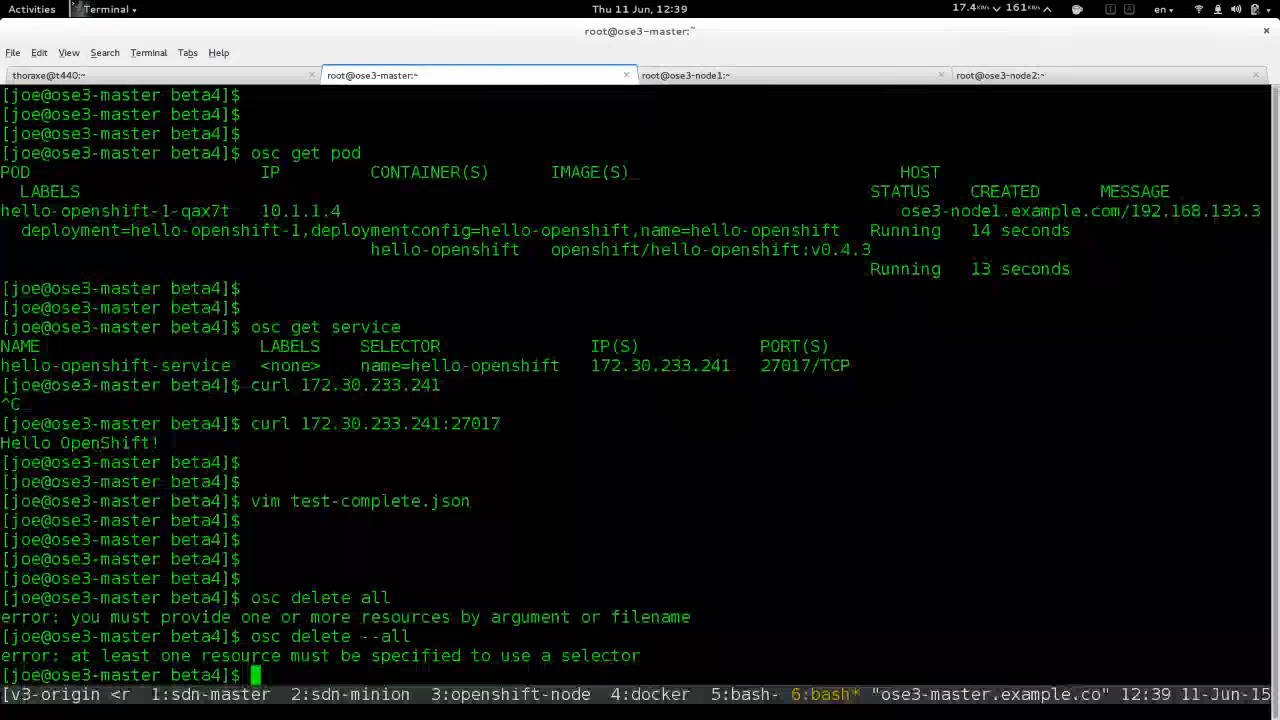 Activities Terminal Thu 11 Jun, 12:39 17.4 KB/s 161 KB/s en
root@ose3-master:~
File Edit View Search Terminal Tabs Help
thoraxe@t440:~ root@ose3-master:~ root@ose3-node1:~ root@ose3-node2:~
[joe@ose3-master beta4]$
[joe@ose3-master beta4]$
[joe@ose3-master beta4]$
[joe@ose3-master beta4]$ osc get pod
POD IP CONTAINER(S) IMAGE(S) HOST
LABELS STATUS CREATED MESSAGE
hello-openshift-1-qax7t 10.1.1.4 ose3-node1.example.com/192.168.133.3
deployment=hello-openshift-1,deploymentconfig=hello-openshift,name=hello-openshift Running 14 seconds
hello-openshift openshift/hello-openshift:v0.4.3
Running 13 seconds
[joe@ose3-master beta4]$
[joe@ose3-master beta4]$
[joe@ose3-master beta4]$ osc get service
NAME LABELS SELECTOR IP(S) PORT(S)
hello-openshift-service <none> name=hello-openshift 172.30.233.241 27017/TCP
[joe@ose3-master beta4]$ curl 172.30.233.241
^C
[joe@ose3-master beta4]$ curl 172.30.233.241:27017
Hello OpenShift!
[joe@ose3-master beta4]$
[joe@ose3-master beta4]$
[joe@ose3-master beta4]$ vim test-complete.json
[joe@ose3-master beta4]$
[joe@ose3-master beta4]$
[joe@ose3-master beta4]$
[joe@ose3-master beta4]$
[joe@ose3-master beta4]$ osc delete all
error: you must provide one or more resources by argument or filename
[joe@ose3-master beta4]$ osc delete --all
error: at least one resource must be specified to use a selector
[joe@ose3-master beta4]$
[v3-origin <r 1:sdn-master 2:sdn-minion 3:openshift-node 4:docker 5:bash- 6:bash* "ose3-master.example.co" 12:39 11-Jun-15